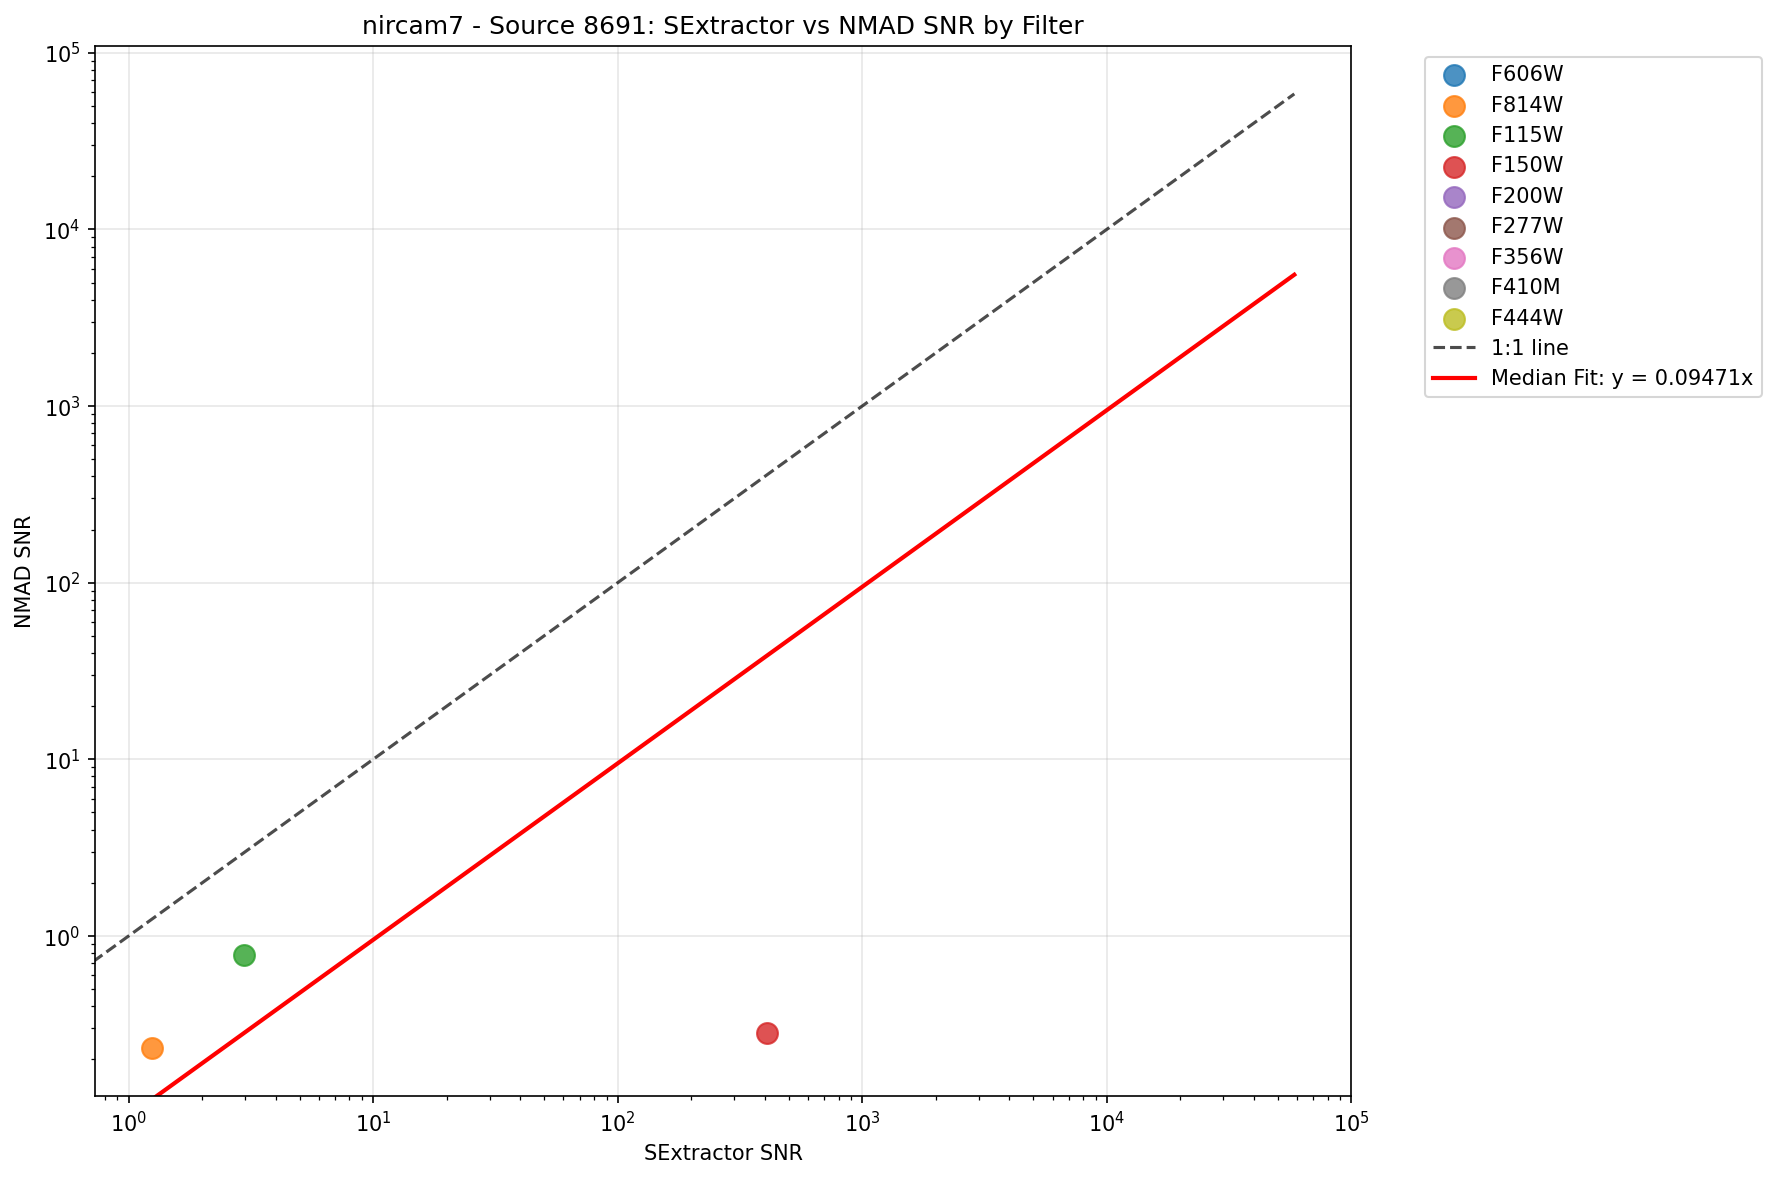 nircam7 - Source 8691: SExtractor vs NMAD SNR by Filter
10^5
10^4
10^3
10^2
10^1
10^0
NMAD SNR
10^0 10^1 10^2 10^3 10^4 10^5
SExtractor SNR
F606W
F814W
F115W
F150W
F200W
F277W
F356W
F410M
F444W
1:1 line
Median Fit: y = 0.09471x